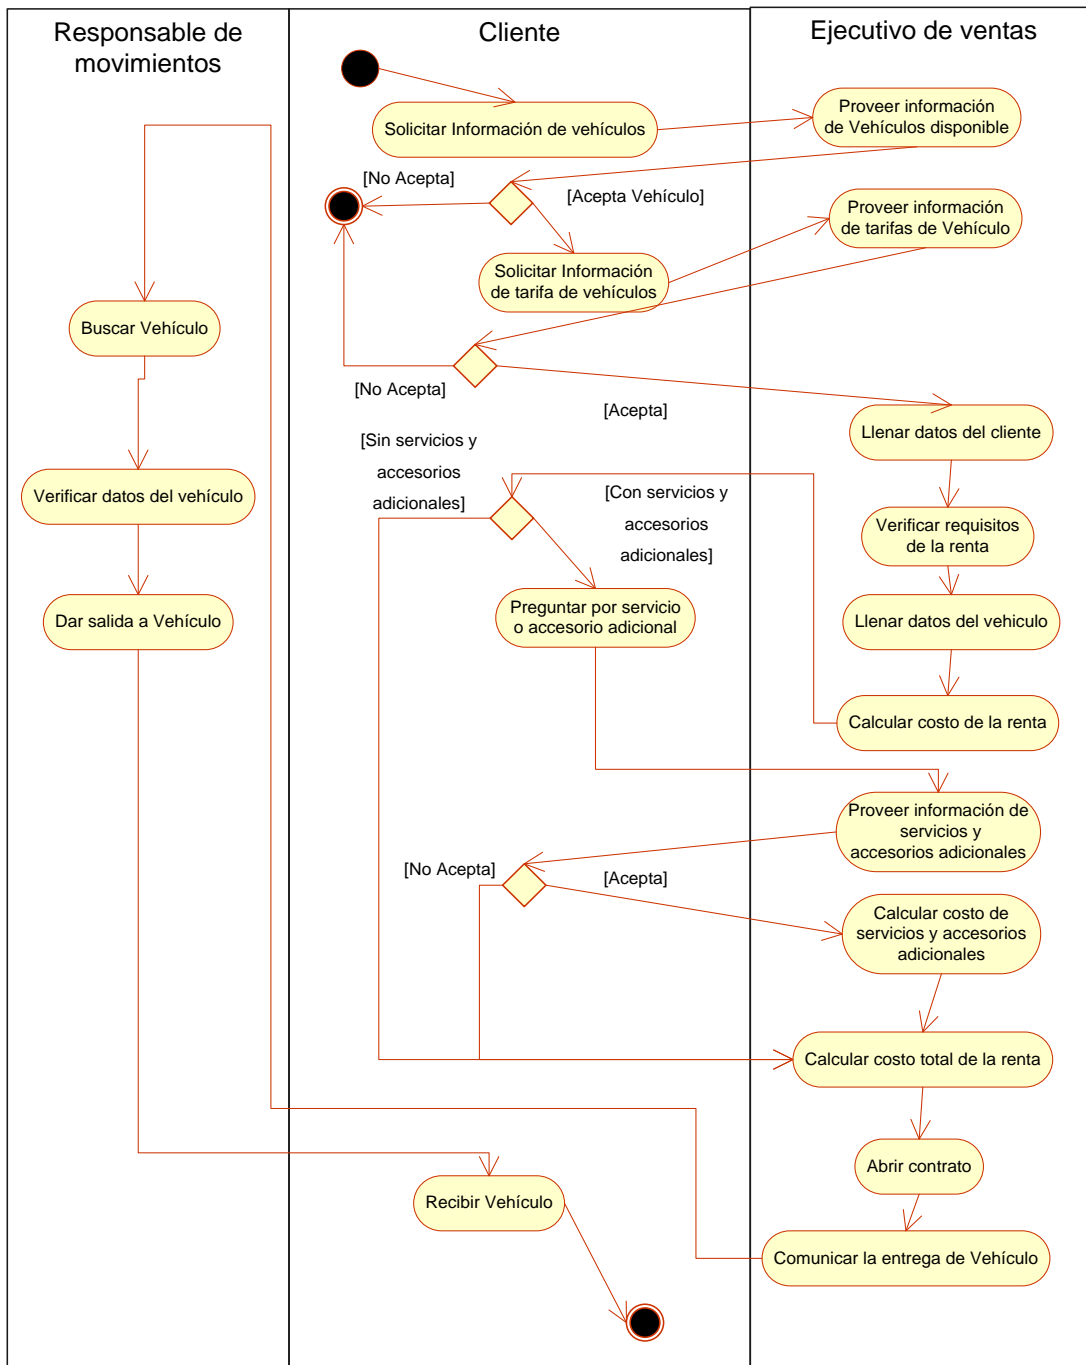 Responsable de
movimientos
Cliente
Ejecutivo de ventas
Solicitar Información de vehículos
Proveer información
de Vehículos disponible
[No Acepta]
[Acepta Vehículo]
Proveer información
de tarifas de Vehículo
Solicitar Información
de tarifa de vehículos
Buscar Vehículo
[No Acepta]
[Acepta]
Llenar datos del cliente
[Sin servicios y
accesorios
adicionales]
[Con servicios y
accesorios
adicionales]
Verificar datos del vehículo
Verificar requisitos
de la renta
Preguntar por servicio
o accesorio adicional
Dar salida a Vehículo
Llenar datos del vehiculo
Calcular costo de la renta
Proveer información de
servicios y
accesorios adicionales
[No Acepta]
[Acepta]
Calcular costo de
servicios y accesorios
adicionales
Calcular costo total de la renta
Abrir contrato
Recibir Vehículo
Comunicar la entrega de Vehículo